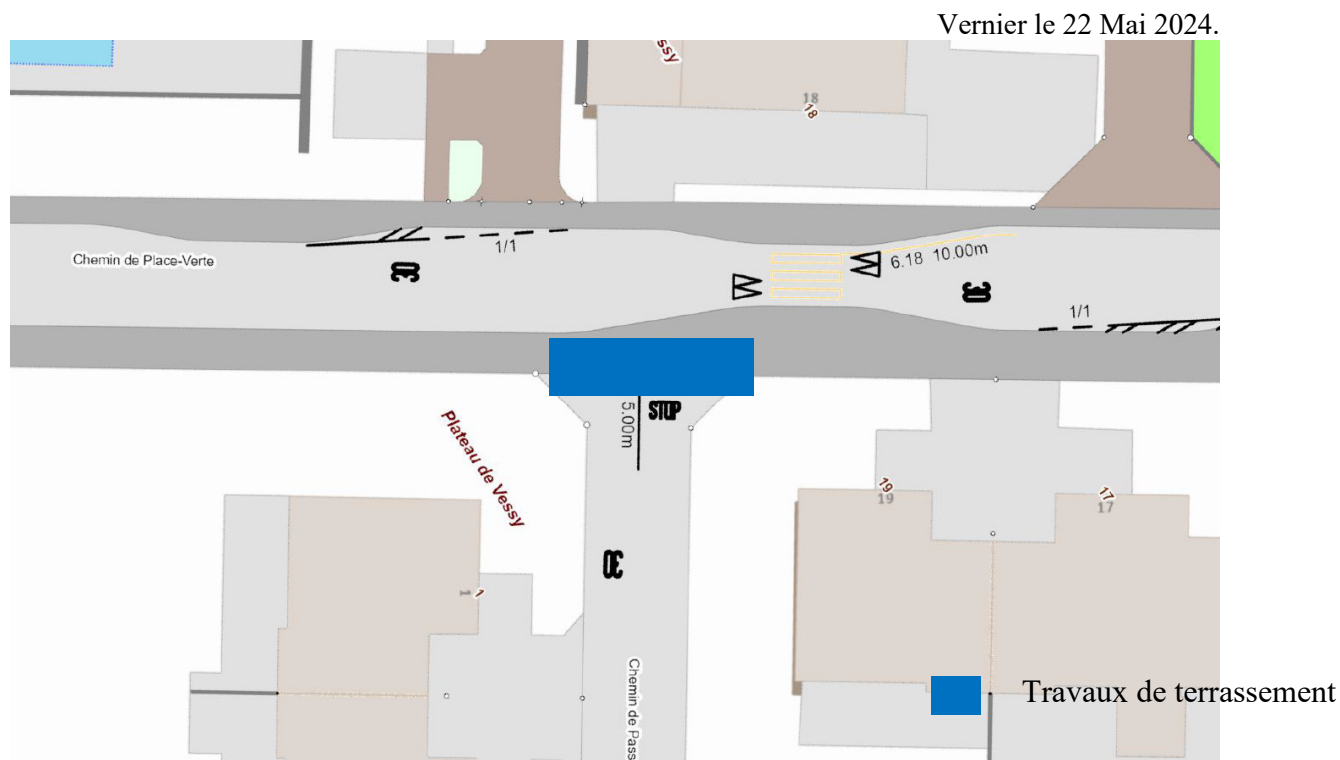 Vernier le 22 Mai 2024.
ssy
18
18
1/1
Chemin de Place-Verte
30
6.18 10.00m
30
1/1
5.00m
STOP
Plateau de Vessy
19
19
17
17
30
1
1
Chemin de Pass
Travaux de terrassement